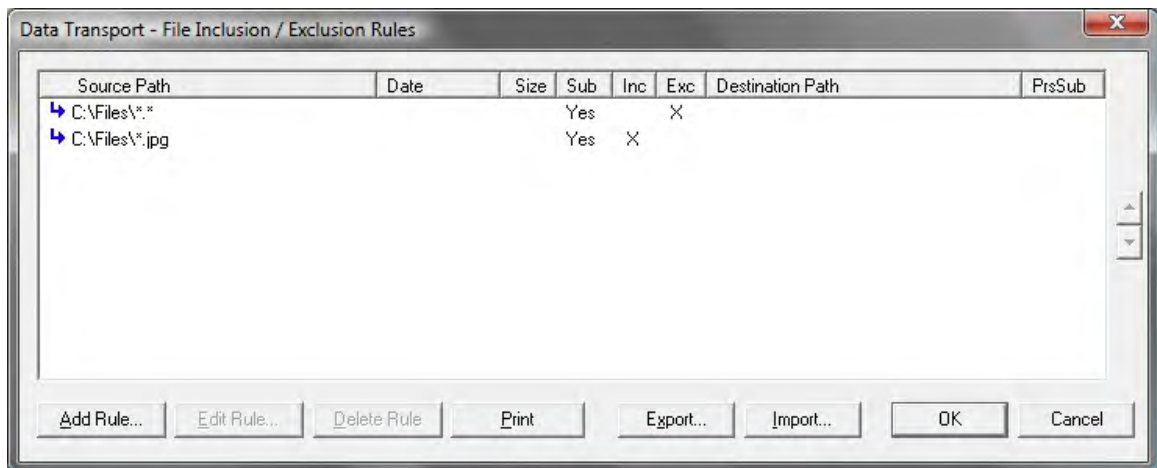 Data Transport - File Inclusion / Exclusion Rules
Source Path Date Size Sub Inc Exc Destination Path PrsSub
C:\Files\*.* Yes X
C:\Files\*.jpg Yes X
Add Rule... Edit Rule... Delete Rule Print Export... Import... OK Cancel